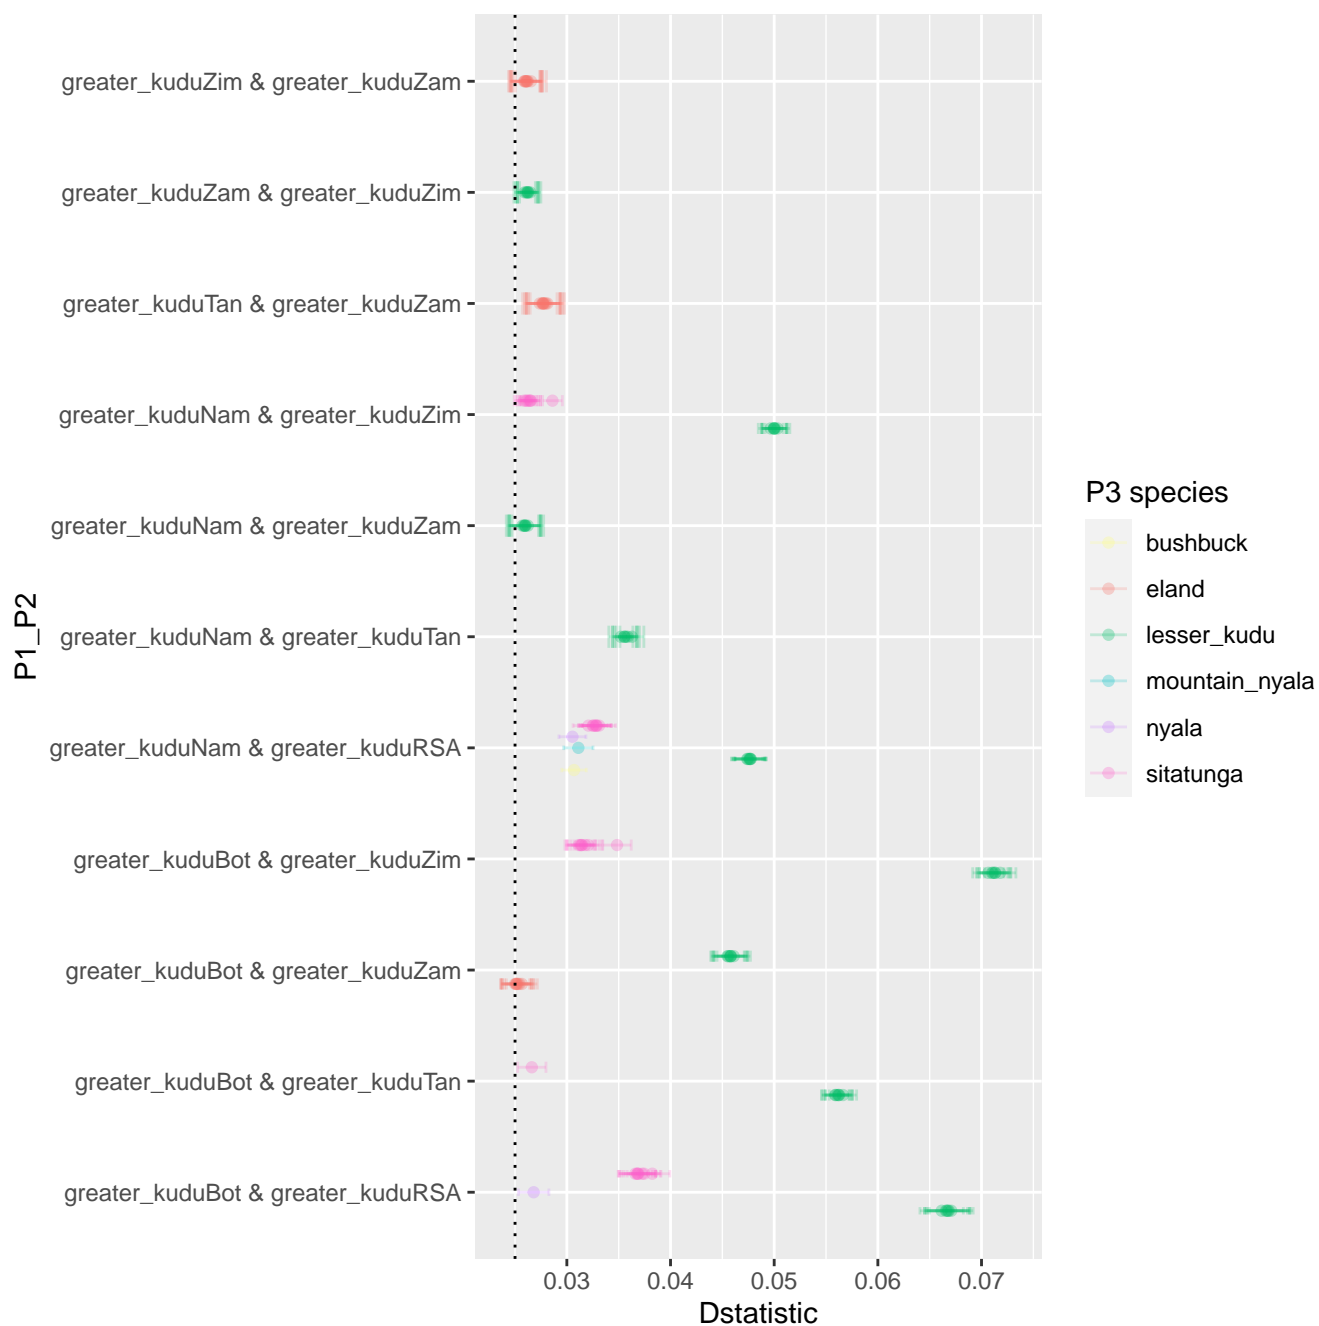 greater_kuduZim & greater_kuduZam
greater_kuduZam & greater_kuduZim
greater_kuduTan & greater_kuduZam
greater_kuduNam & greater_kuduZim
greater_kuduNam & greater_kuduZam
greater_kuduNam & greater_kuduTan
greater_kuduNam & greater_kuduRSA
greater_kuduBot & greater_kuduZim
greater_kuduBot & greater_kuduZam
greater_kuduBot & greater_kuduTan
greater_kuduBot & greater_kuduRSA
P1_P2
0.03 0.04 0.05 0.06 0.07
Dstatistic
P3 species
bushbuck
eland
lesser_kudu
mountain_nyala
nyala
sitatunga